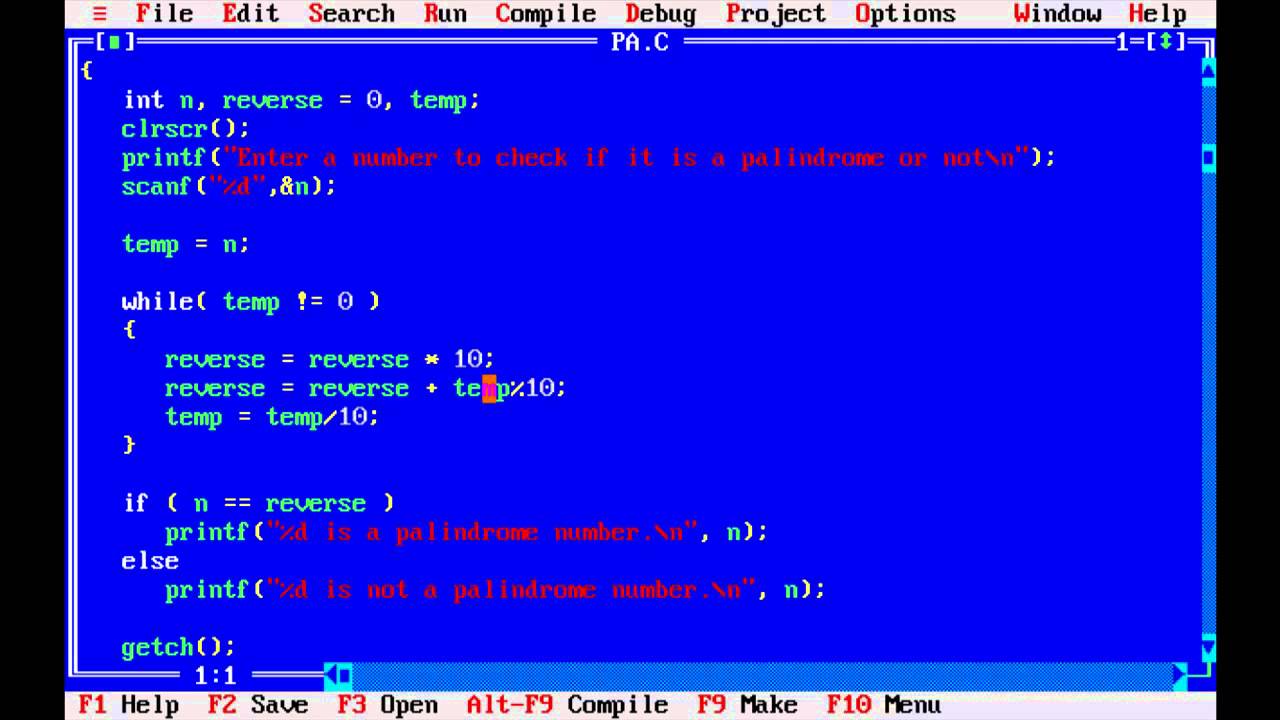 ≡ File Edit Search Run Compile Debug Project Options Window Help
[■] PA.C 1=[↕]
{
int n, reverse = 0, temp;
clrscr();
printf("Enter a number to check if it is a palindrome or not\n");
scanf("%d",&n);
temp = n;
while( temp != 0 )
{
reverse = reverse * 10;
reverse = reverse + temp%10;
temp = temp/10;
}
if ( n == reverse )
printf("%d is a palindrome number.\n", n);
else
printf("%d is not a palindrome number.\n", n);
getch();
1:1
F1 Help F2 Save F3 Open Alt-F9 Compile F9 Make F10 Menu